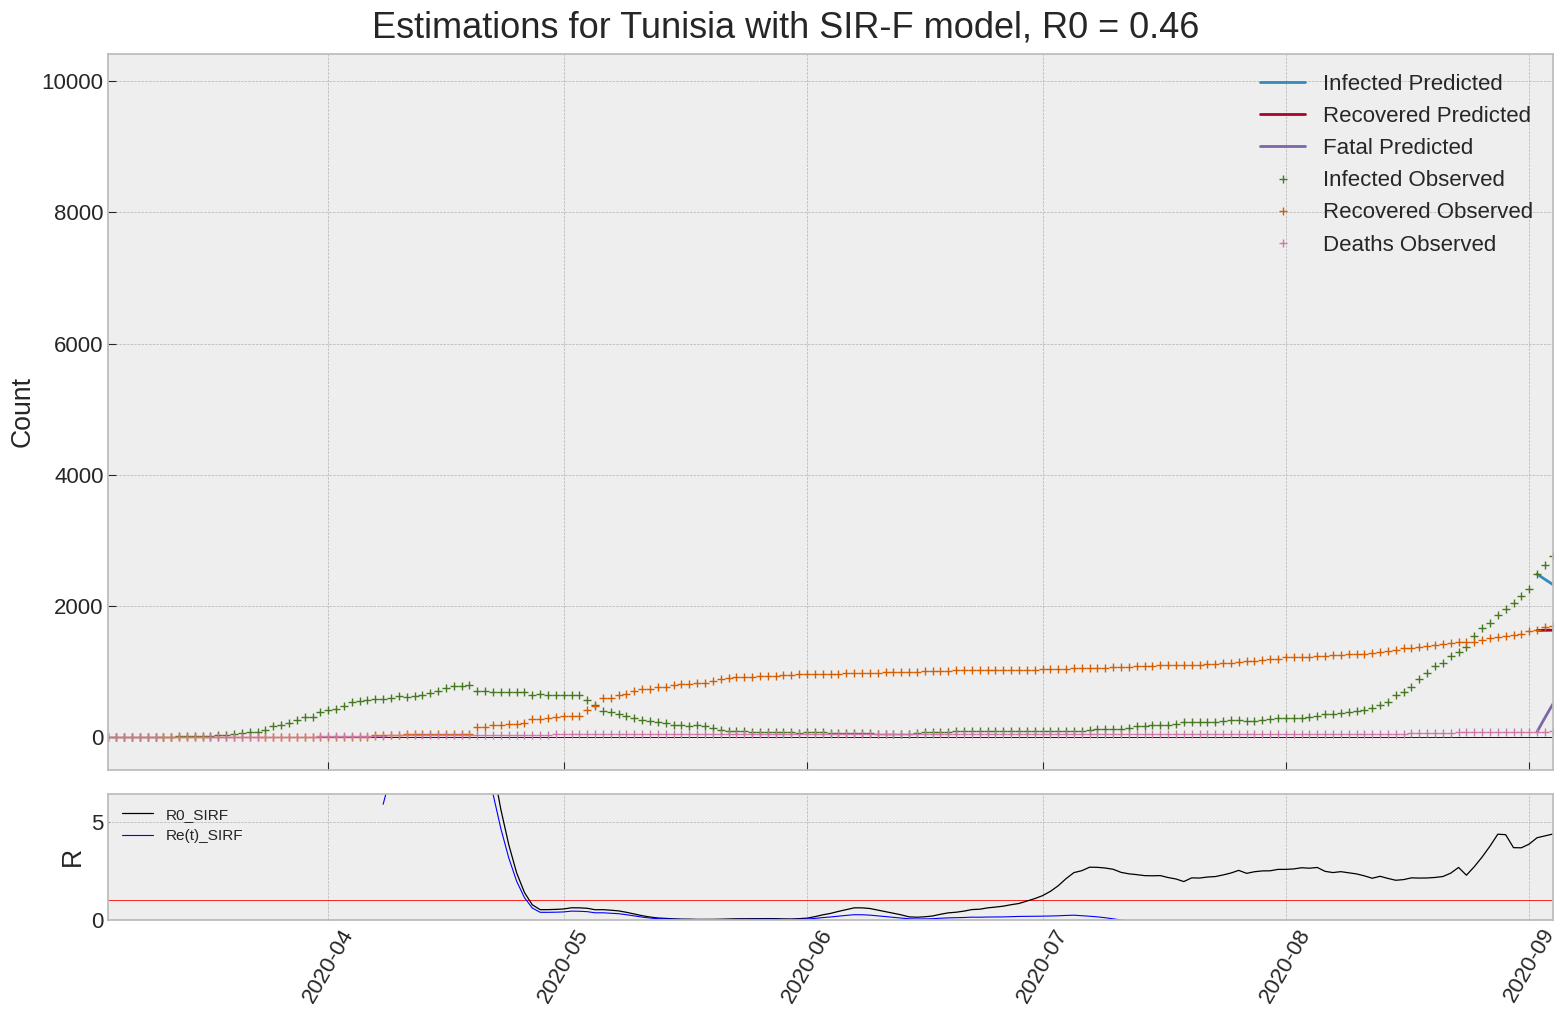 Estimations for Tunisia with SIR-F model, R0 = 0.46
10000
8000
6000
4000
2000
0
Count
Infected Predicted
Recovered Predicted
Fatal Predicted
Infected Observed
Recovered Observed
Deaths Observed
5
0
R
R0_SIRF
Re(t)_SIRF
2020-04
2020-05
2020-06
2020-07
2020-08
2020-09